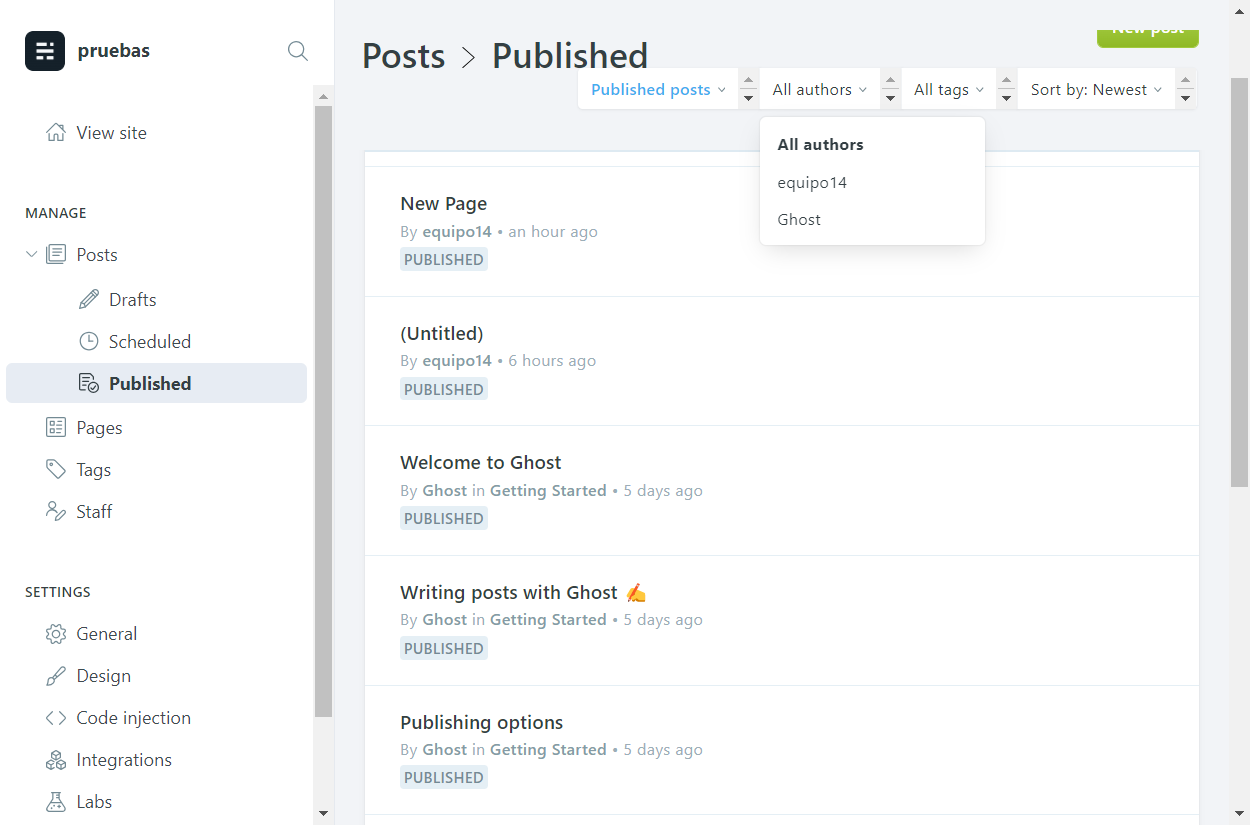 pruebas
View site
MANAGE
Posts
Drafts
Scheduled
Published
Pages
Tags
Staff
SETTINGS
General
Design
Code injection
Integrations
Labs
Posts > Published
New post
Published posts
All authors
All tags
Sort by: Newest
All authors
equipo14
Ghost
New Page
By equipo14 • an hour ago
PUBLISHED
(Untitled)
By equipo14 • 6 hours ago
PUBLISHED
Welcome to Ghost
By Ghost in Getting Started • 5 days ago
PUBLISHED
Writing posts with Ghost ✍️
By Ghost in Getting Started • 5 days ago
PUBLISHED
Publishing options
By Ghost in Getting Started • 5 days ago
PUBLISHED